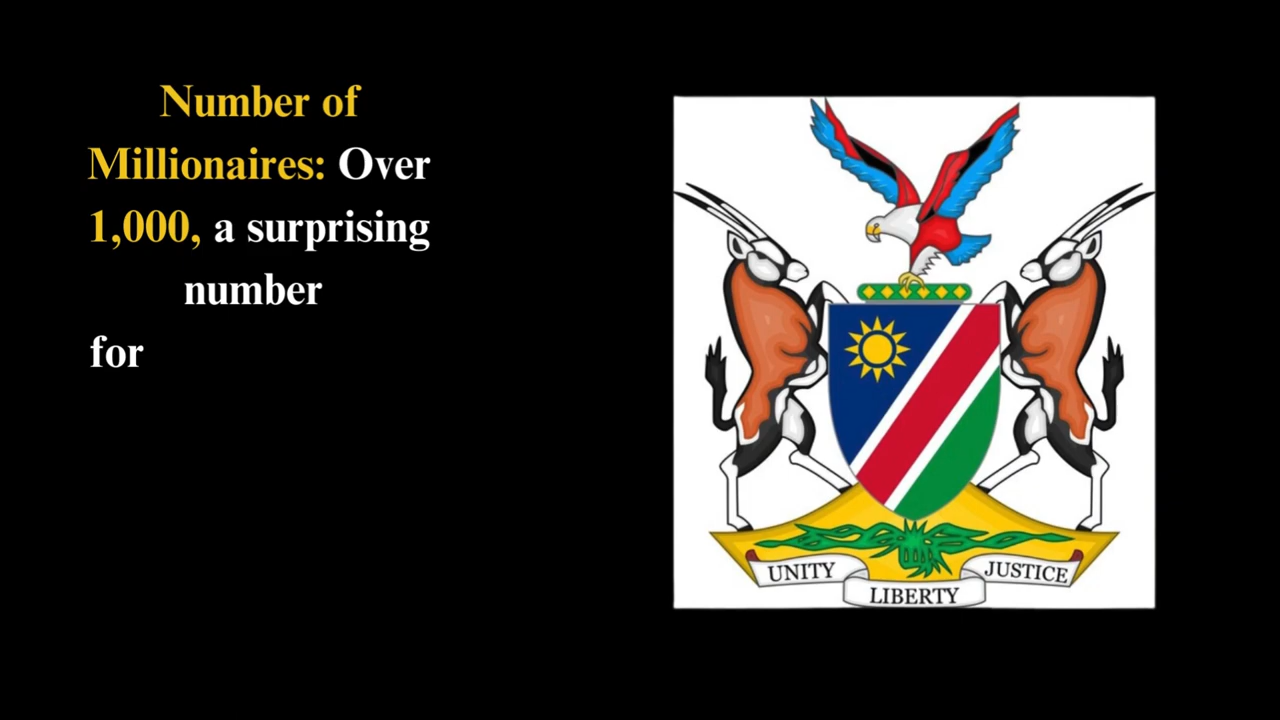 Number of
Millionaires: Over
1,000, a surprising
number
for
UNITY
LIBERTY
JUSTICE